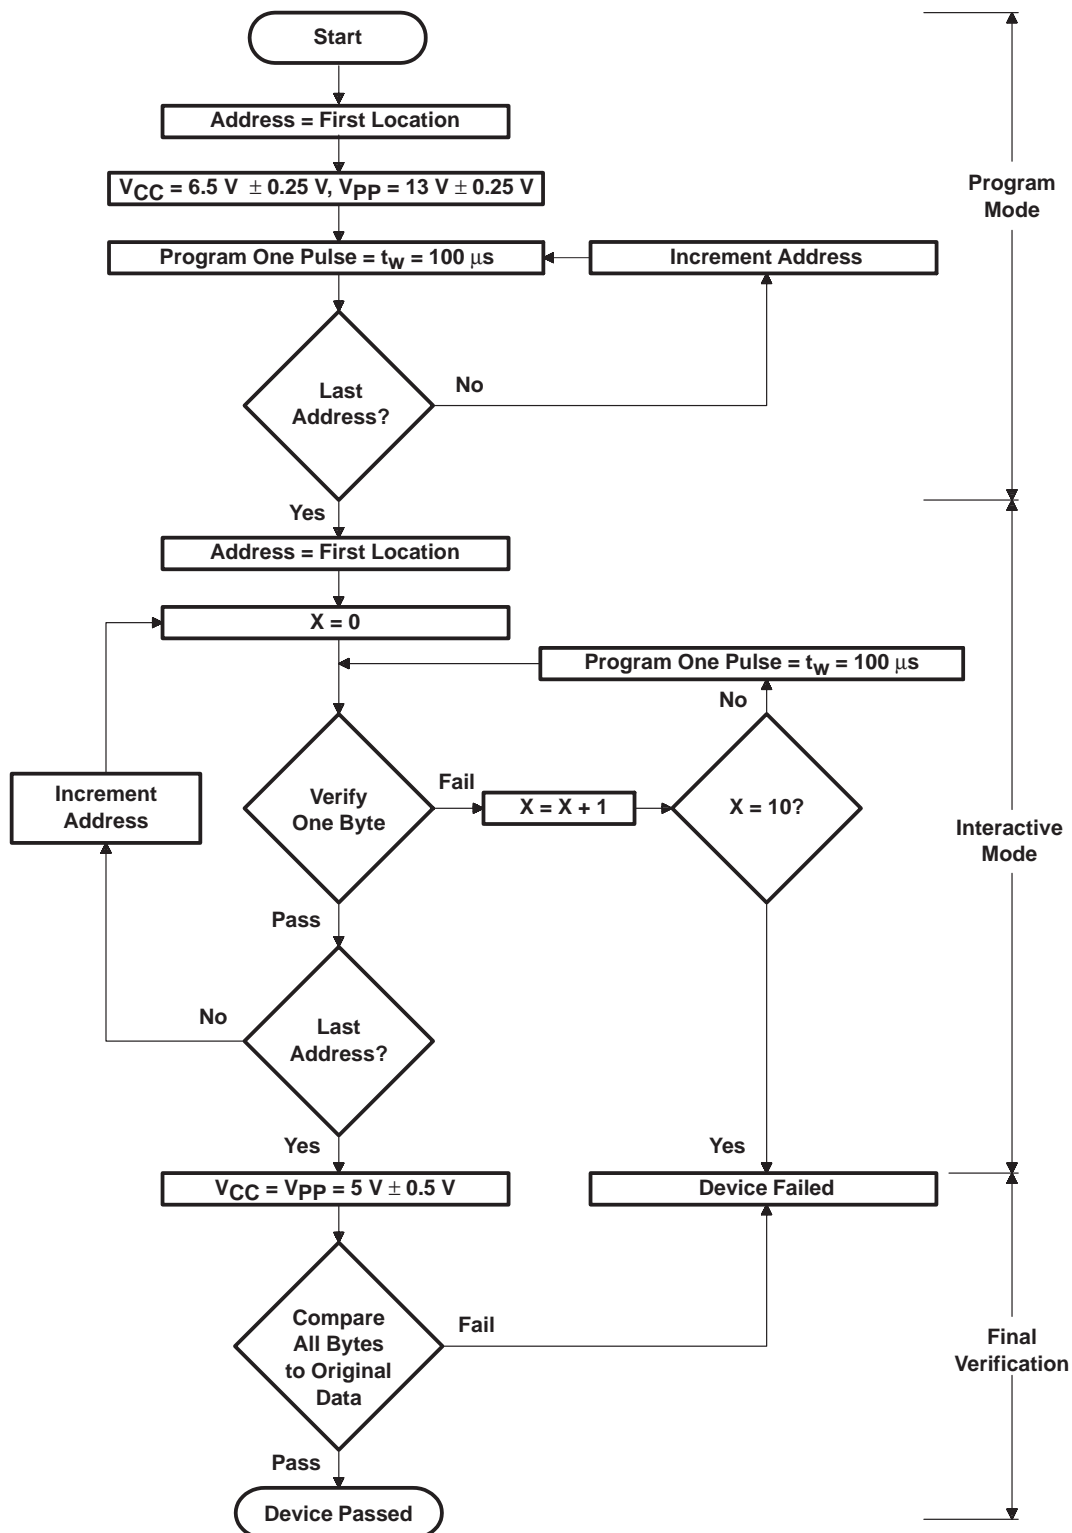 Start
Address = First Location
VCC = 6.5 V ± 0.25 V, VPP = 13 V ± 0.25 V
Program
Mode
Program One Pulse = tw = 100 μs
Increment Address
Last
Address?
No
Yes
Address = First Location
X = 0
Program One Pulse = tw = 100 μs
No
Increment
Address
Verify
One Byte
Fail
X = X + 1
X = 10?
Interactive
Mode
Pass
No
Last
Address?
Yes
Yes
VCC = VPP = 5 V ± 0.5 V
Device Failed
Compare
All Bytes
to Original
Data
Fail
Final
Verification
Pass
Device Passed